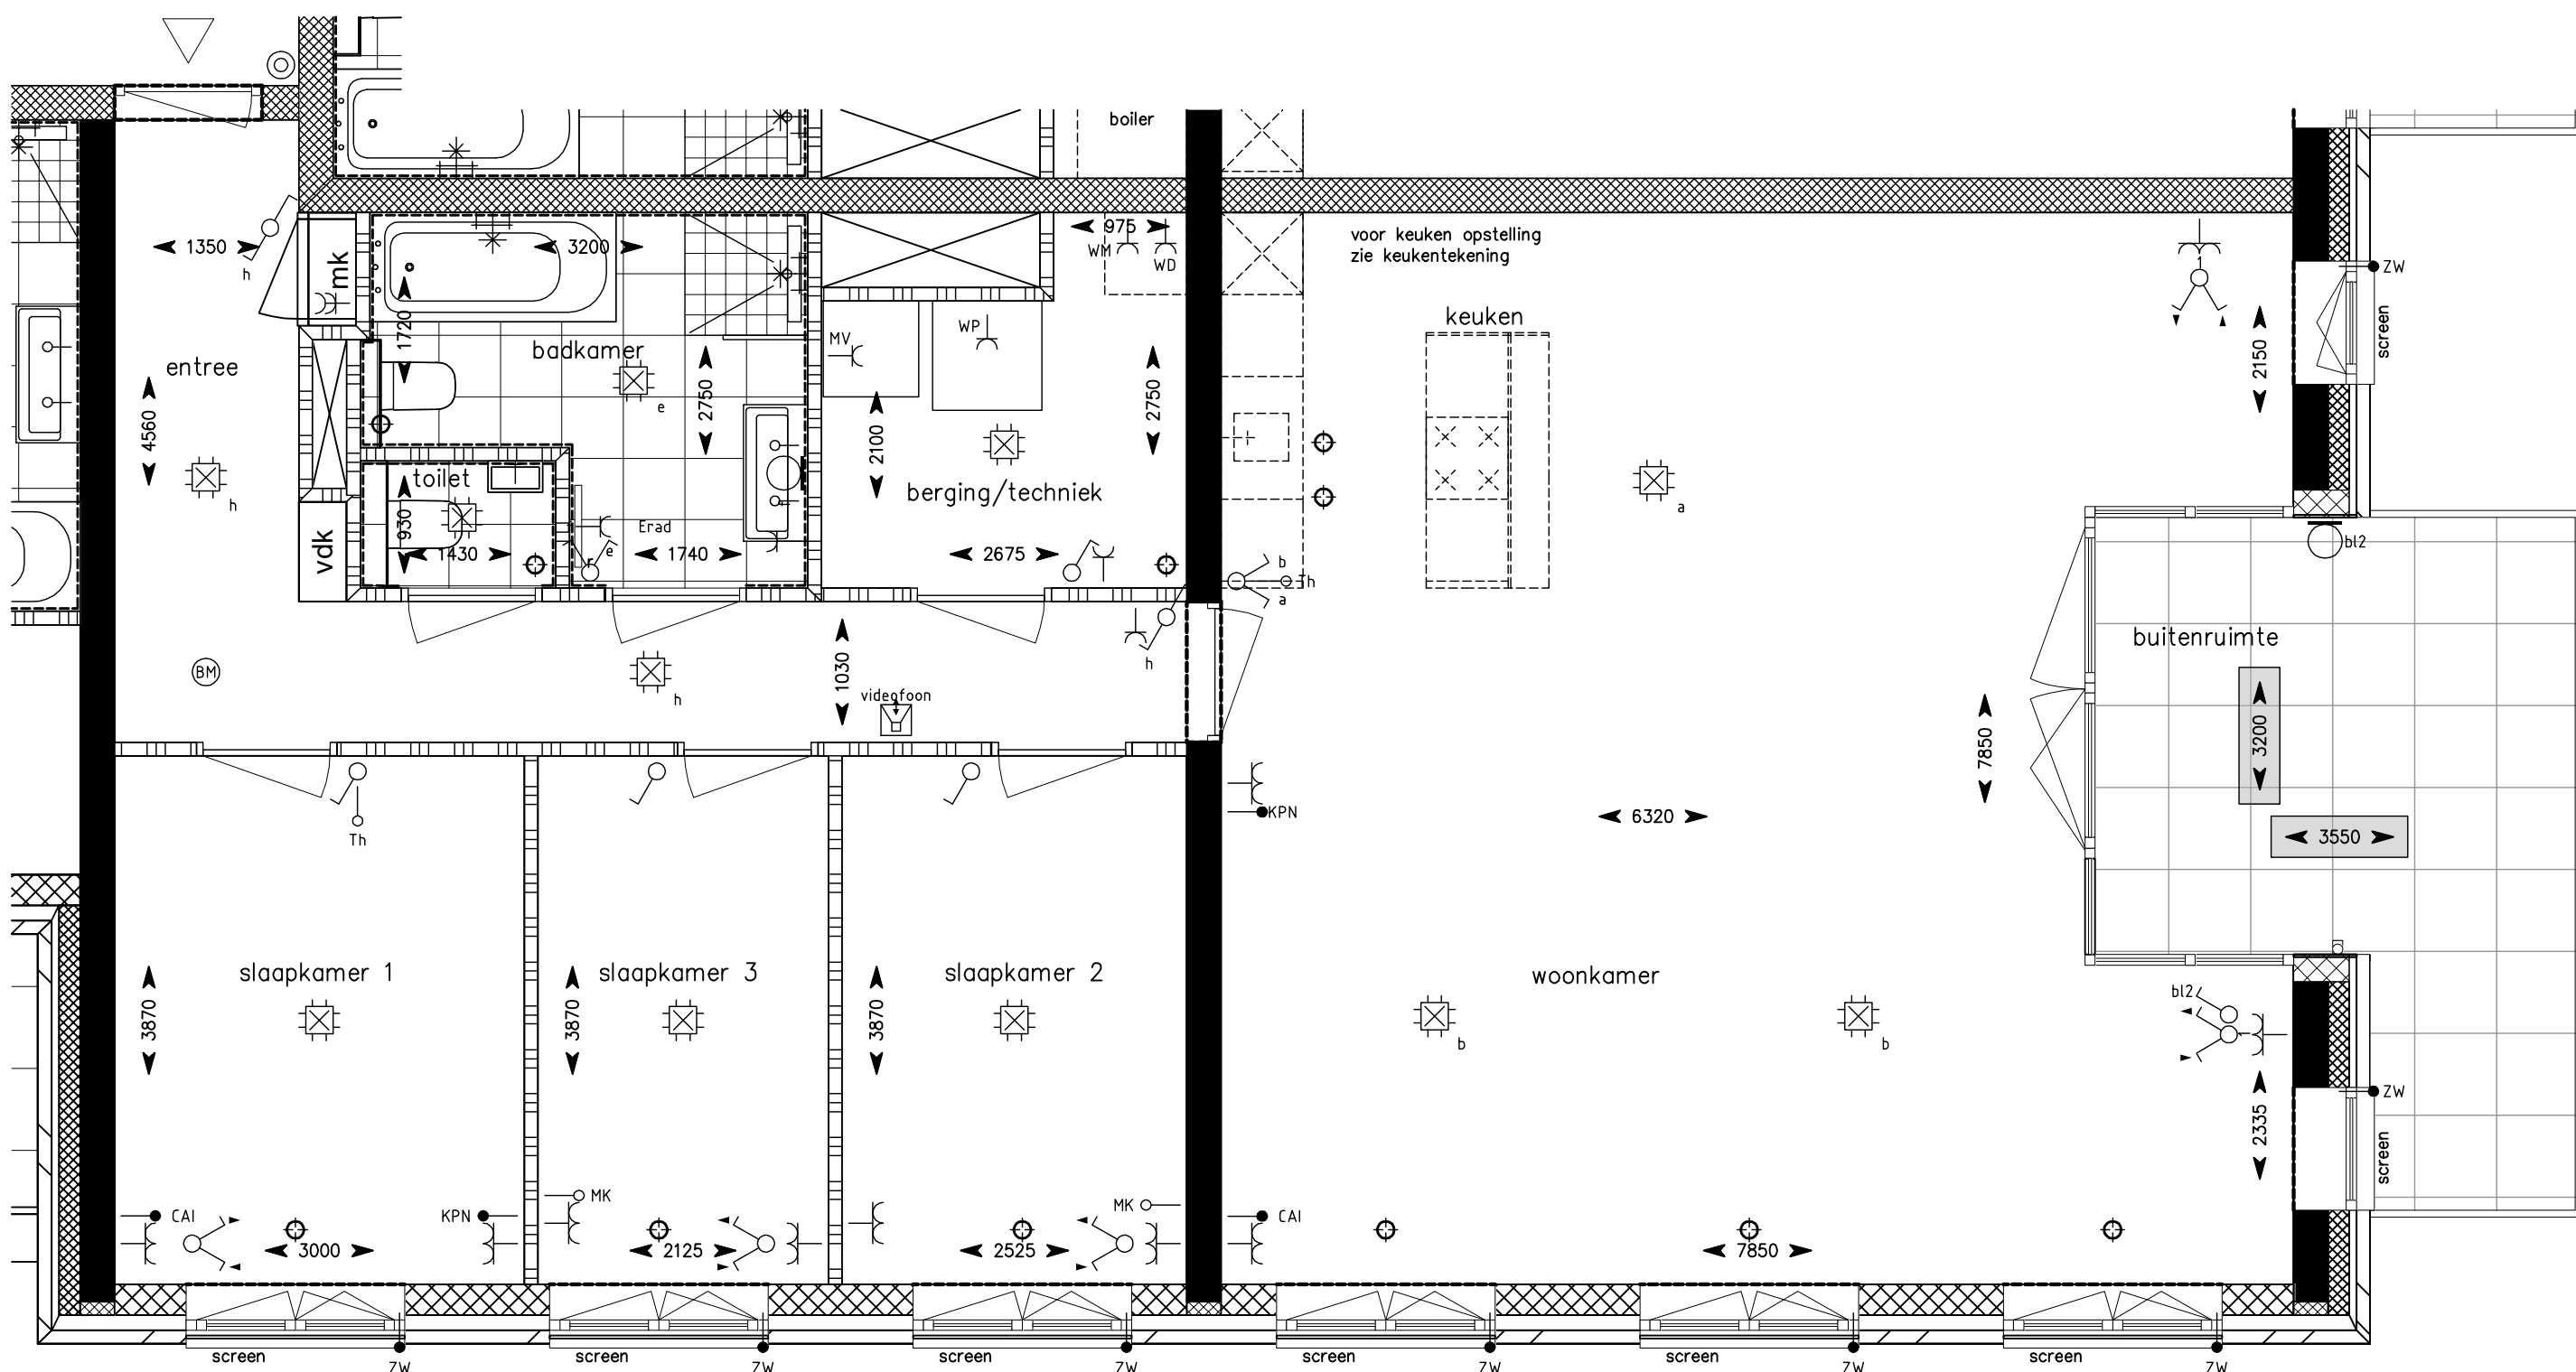 boiler
1350
h
mk
3200
975
WM
WD
voor keuken opstelling
zie keukentekening
1
ZW
screen
1720
badkamer
e
MV
WP
keuken
2150
entree
4560
h
2750
2100
2750
berging/techniek
a
toilet
930
1430
vdk
Erad
e
r
1740
2675
b
Th
a
bl2
BM
h
1030
videofoon
h
buitenruimte
3200
7850
3550
Th
KPN
6320
slaapkamer 1
3870
slaapkamer 3
3870
slaapkamer 2
3870
woonkamer
b
b
bl2
ZW
2335
screen
CAI
KPN
MK
MK
CAI
3000
2125
2525
7850
screen
ZW
screen
ZW
screen
ZW
screen
ZW
screen
ZW
screen
ZW